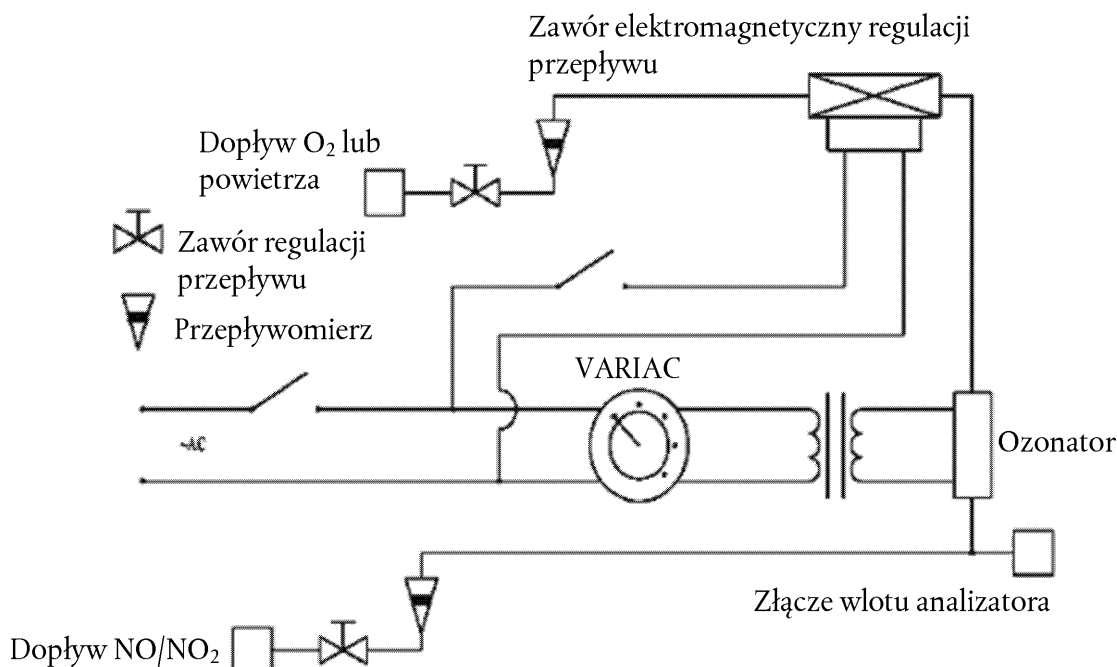 Zawór elektromagnetyczny regulacji
przepływu
Dopływ O₂ lub
powietrza
Zawór regulacji
przepływu
Przepływomierz
VARIAC
~AC
Ozonator
Złącze wlotu analizatora
Dopływ NO/NO₂